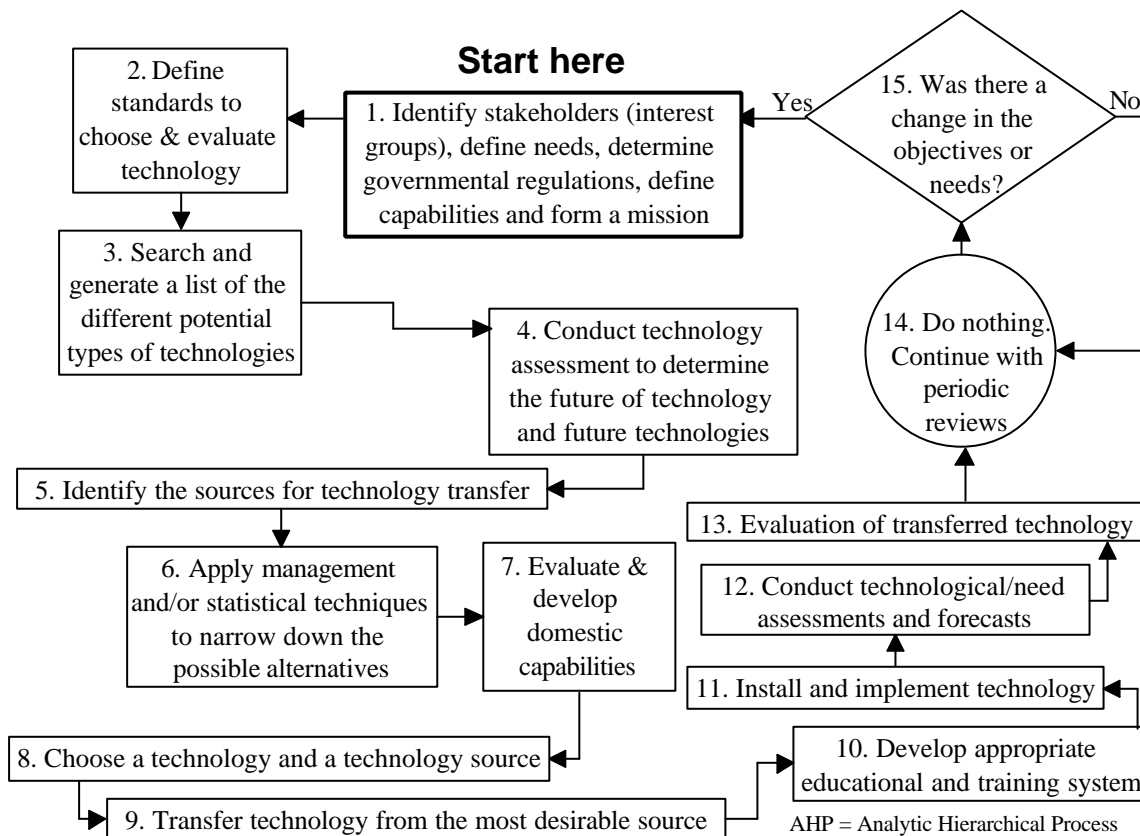 Start here
1. Identify stakeholders (interest
groups), define needs, determine
governmental regulations, define
capabilities and form a mission
2. Define
standards to
choose & evaluate
technology
3. Search and
generate a list of the
different potential
types of technologies
4. Conduct technology
assessment to determine
the future of technology
and future technologies
5. Identify the sources for technology transfer
6. Apply management
and/or statistical techniques
to narrow down the
possible alternatives
7. Evaluate &
develop
domestic
capabilities
8. Choose a technology and a technology source
9. Transfer technology from the most desirable source
10. Develop appropriate
educational and training system
11. Install and implement technology
12. Conduct technological/need
assessments and forecasts
13. Evaluation of transferred technology
14. Do nothing.
Continue with
periodic
reviews
15. Was there a
change in the
objectives or
needs?
Yes
No
AHP = Analytic Hierarchical Process